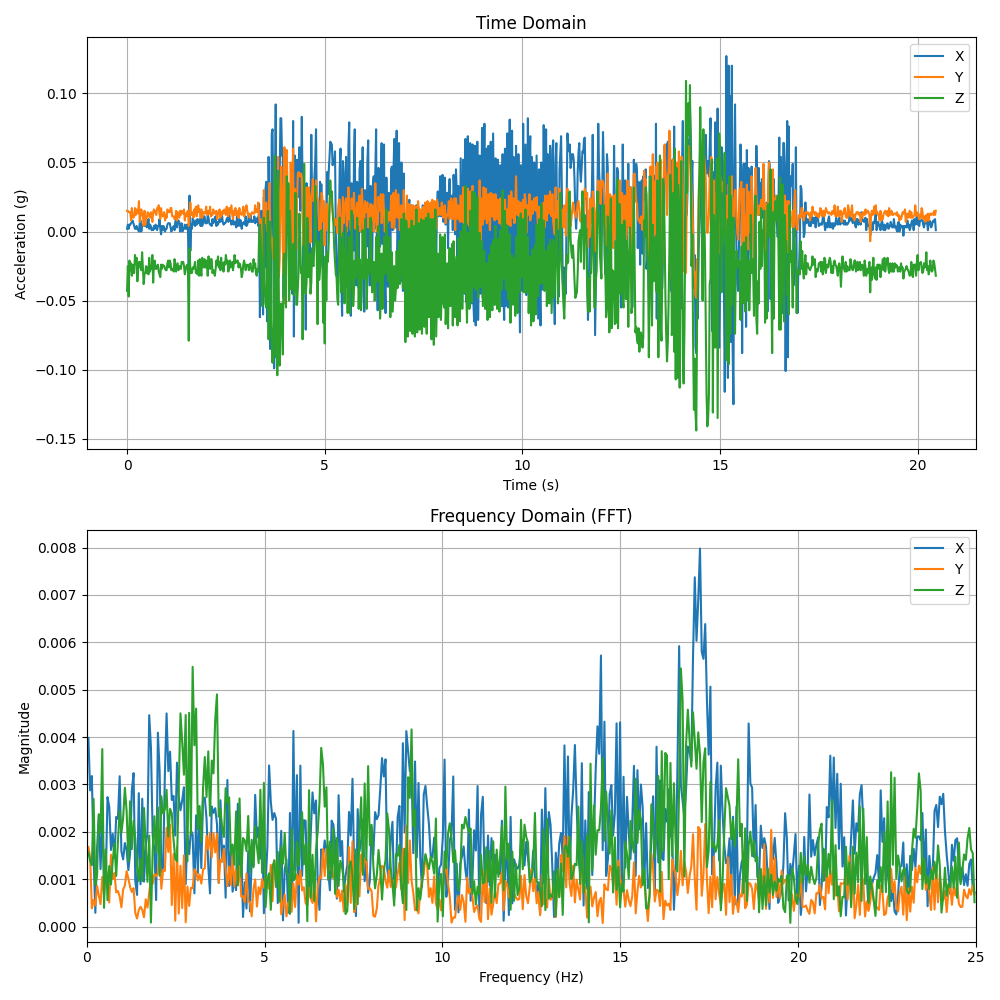 Time Domain
X
Y
Z
Acceleration (g)
0.10
0.05
0.00
−0.05
−0.10
−0.15
0 5 10 15 20
Time (s)
Frequency Domain (FFT)
X
Y
Z
Magnitude
0.008
0.007
0.006
0.005
0.004
0.003
0.002
0.001
0.000
0 5 10 15 20 25
Frequency (Hz)